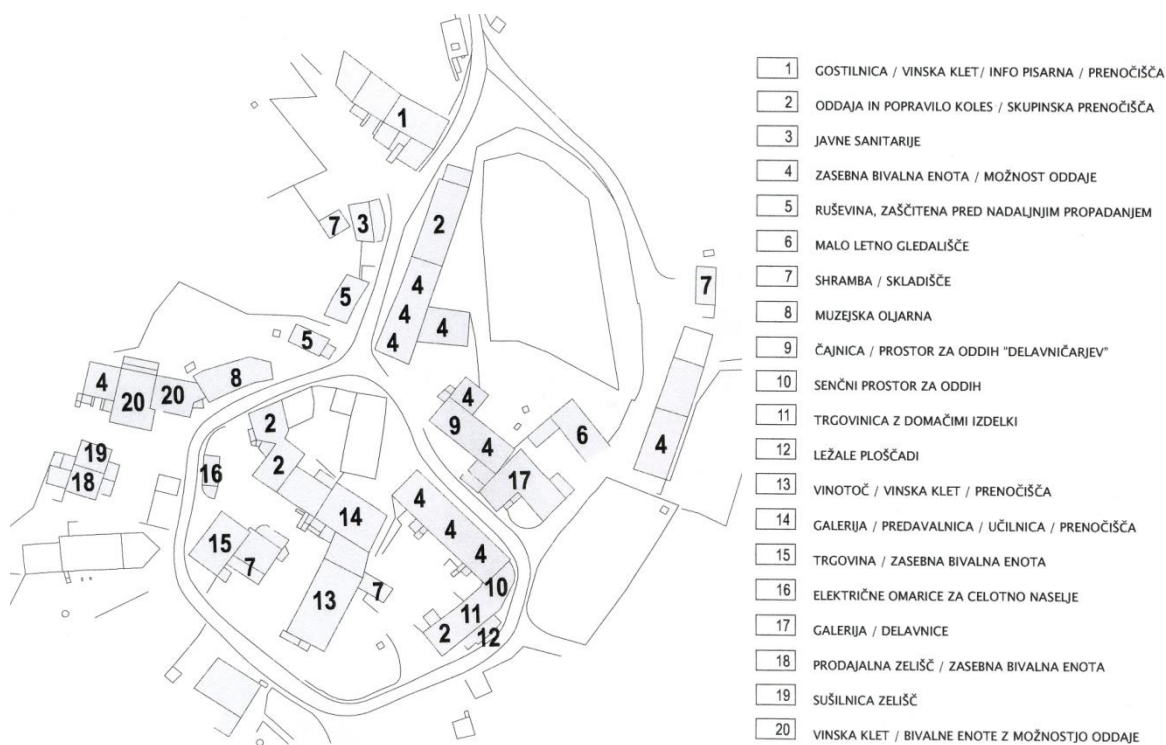 1
2
7
3
4
5
4
7
4
4
5
4
20
20
8
4
2
9
6
4
4
19
2
16
17
18
4
14
4
15
7
4
10
13
7
11
2
12
1 GOSTILNICA / VINSKA KLET/ INFO PISARNA / PRENOČIŠČA
2 ODDAJA IN POPRAVILO KOLES / SKUPINSKA PRENOČIŠČA
3 JAVNE SANITARIJE
4 ZASEBNA BIVALNA ENOTA / MOŽNOST ODDAJE
5 RUŠEVINA, ZAŠČITENA PRED NADALJNJIM PROPADANJEM
6 MALO LETNO GLEDALIŠČE
7 SHRAMBA / SKLADIŠČE
8 MUZEJSKA OLJARNA
9 ČAJNICA / PROSTOR ZA ODDIH "DELAVNIČARJEV"
10 SENČNI PROSTOR ZA ODDIH
11 TRGOVINICA Z DOMAČIMI IZDELKI
12 LEŽALE PLOŠČADI
13 VINOTOČ / VINSKA KLET / PRENOČIŠČA
14 GALERIJA / PREDAVALNICA / UČILNICA / PRENOČIŠČA
15 TRGOVINA / ZASEBNA BIVALNA ENOTA
16 ELEKTRIČNE OMARICE ZA CELOTNO NASELJE
17 GALERIJA / DELAVNICE
18 PRODAJALNA ZELIŠČ / ZASEBNA BIVALNA ENOTA
19 SUŠILNICA ZELIŠČ
20 VINSKA KLET / BIVALNE ENOTE Z MOŽNOSTJO ODDAJE